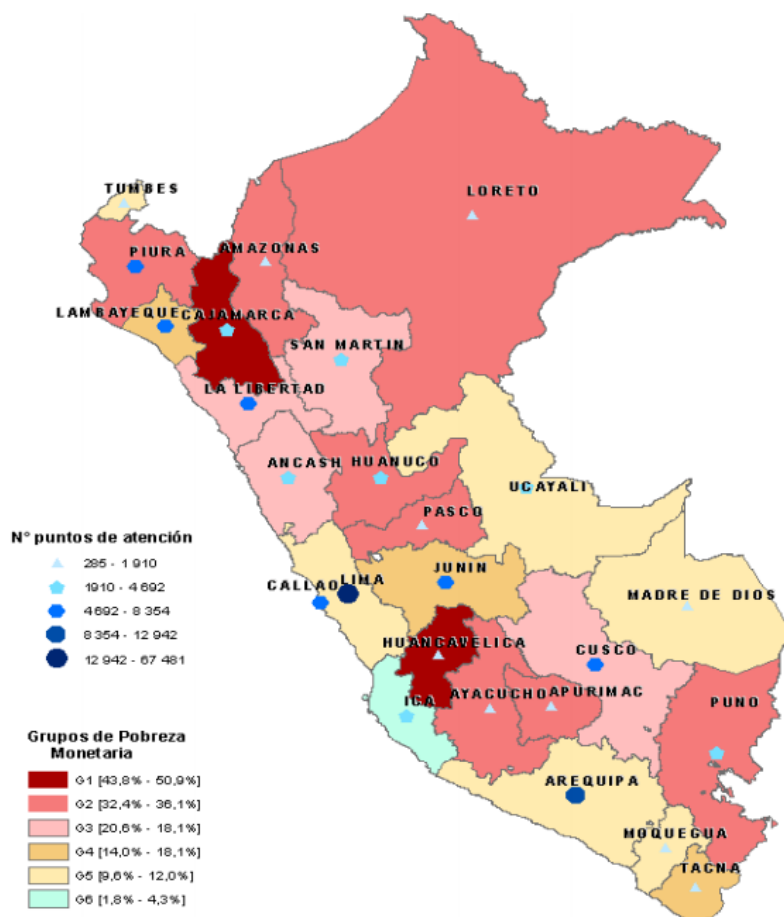 TUMBES
LORETO
PIURA
AMAZONAS
LAMBAYEQUE
CAJAMARCA
SAN MARTIN
LA LIBERTAD
ANCASH
HUANUCO
UCAYALI
PASCO
N° puntos de atención
285 - 1 910
1910 - 4 692
4 692 - 8 354
8 354 - 12 942
12 942 - 67 481
JUNIN
CALLAO
LIMA
MADRE DE DIOS
HUANCAVELICA
CUSCO
ICA
AYACUCHO
APURIMAC
PUNO
Grupos de Pobreza
Monetaria
G1 [43,8% - 50,9%]
G2 [32,4% - 36,1%]
G3 [20,6% - 18,1%]
G4 [14,0% - 18,1%]
G5 [9,6% - 12,0%]
G6 [1,8% - 4,3%]
AREQUIPA
MOQUEGUA
TACNA